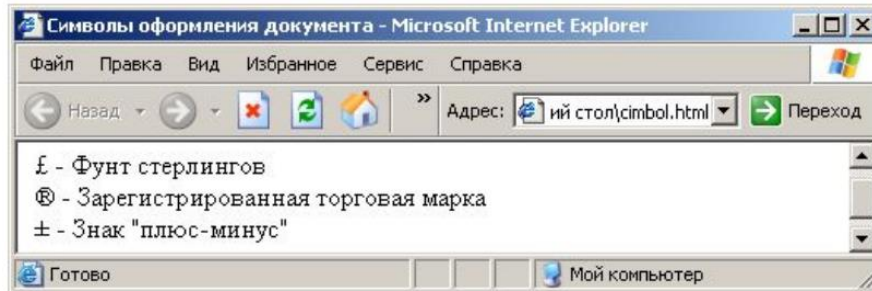 Символы оформления документа - Microsoft Internet Explorer
Файл Правка Вид Избранное Сервис Справка
Назад » Адрес: ий стол\cimbol.html Переход
£ - Фунт стерлингов
® - Зарегистрированная торговая марка
± - Знак "плюс-минус"
Готово Мой компьютер